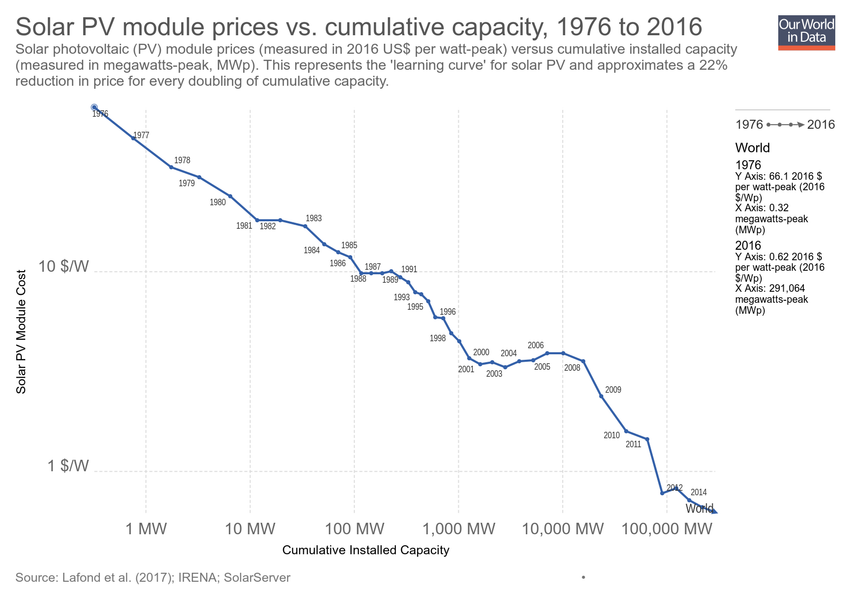 Solar PV module prices vs. cumulative capacity, 1976 to 2016
Our World
in Data
Solar photovoltaic (PV) module prices (measured in 2016 US$ per watt-peak) versus cumulative installed capacity
(measured in megawatts-peak, MWp). This represents the 'learning curve' for solar PV and approximates a 22%
reduction in price for every doubling of cumulative capacity.
1976
1977
1978
1979
1980
1981
1982
1983
1984
1985
1986
1988
1987
1989
1991
1993
1995
1996
1998
2001
2000
2003
2004
2006
2005
2008
2009
2010
2011
2012
2014
World
10 $/W
1 $/W
Solar PV Module Cost
1 MW
10 MW
100 MW
1,000 MW
10,000 MW
100,000 MW
Cumulative Installed Capacity
1976 2016
World
1976
Y Axis: 66.1 2016 $
per watt-peak (2016
$/Wp)
X Axis: 0.32
megawatts-peak
(MWp)
2016
Y Axis: 0.62 2016 $
per watt-peak (2016
$/Wp)
X Axis: 291,064
megawatts-peak
(MWp)
Source: Lafond et al. (2017); IRENA; SolarServer